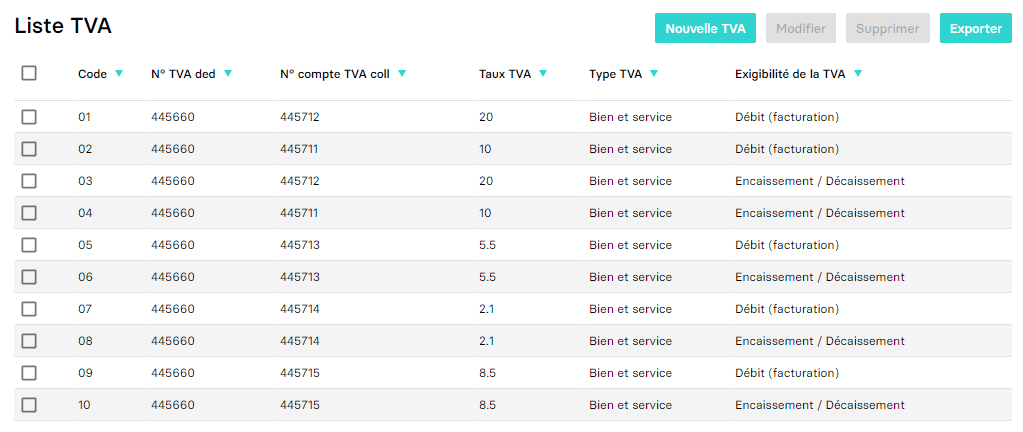 Liste TVA
Nouvelle TVA Modifier Supprimer Exporter
Code N° TVA ded N° compte TVA coll Taux TVA Type TVA Exigibilité de la TVA
01 445660 445712 20 Bien et service Débit (facturation)
02 445660 445711 10 Bien et service Débit (facturation)
03 445660 445712 20 Bien et service Encaissement / Décaissement
04 445660 445711 10 Bien et service Encaissement / Décaissement
05 445660 445713 5.5 Bien et service Débit (facturation)
06 445660 445713 5.5 Bien et service Encaissement / Décaissement
07 445660 445714 2.1 Bien et service Débit (facturation)
08 445660 445714 2.1 Bien et service Encaissement / Décaissement
09 445660 445715 8.5 Bien et service Débit (facturation)
10 445660 445715 8.5 Bien et service Encaissement / Décaissement